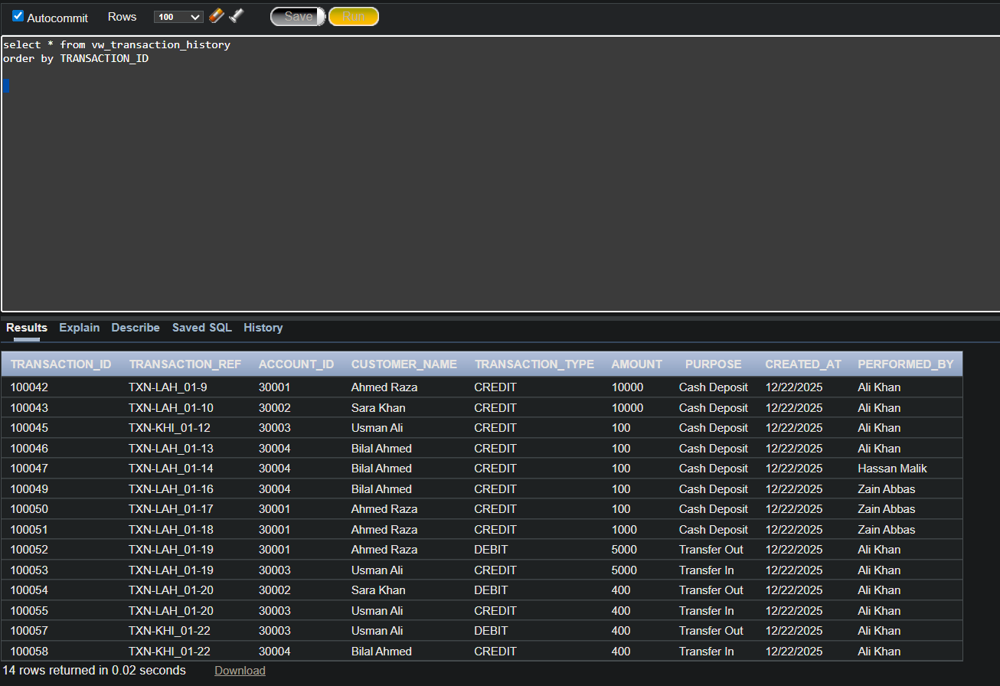 Autocommit Rows 100 Save Run
select * from vw_transaction_history
order by TRANSACTION_ID
Results Explain Describe Saved SQL History
TRANSACTION_ID TRANSACTION_REF ACCOUNT_ID CUSTOMER_NAME TRANSACTION_TYPE AMOUNT PURPOSE CREATED_AT PERFORMED_BY
100042 TXN-LAH_01-9 30001 Ahmed Raza CREDIT 10000 Cash Deposit 12/22/2025 Ali Khan
100043 TXN-LAH_01-10 30002 Sara Khan CREDIT 10000 Cash Deposit 12/22/2025 Ali Khan
100045 TXN-KHI_01-12 30003 Usman Ali CREDIT 100 Cash Deposit 12/22/2025 Ali Khan
100046 TXN-LAH_01-13 30004 Bilal Ahmed CREDIT 100 Cash Deposit 12/22/2025 Ali Khan
100047 TXN-LAH_01-14 30004 Bilal Ahmed CREDIT 100 Cash Deposit 12/22/2025 Hassan Malik
100049 TXN-LAH_01-16 30004 Bilal Ahmed CREDIT 100 Cash Deposit 12/22/2025 Zain Abbas
100050 TXN-LAH_01-17 30001 Ahmed Raza CREDIT 100 Cash Deposit 12/22/2025 Zain Abbas
100051 TXN-LAH_01-18 30001 Ahmed Raza CREDIT 1000 Cash Deposit 12/22/2025 Zain Abbas
100052 TXN-LAH_01-19 30001 Ahmed Raza DEBIT 5000 Transfer Out 12/22/2025 Ali Khan
100053 TXN-LAH_01-19 30003 Usman Ali CREDIT 5000 Transfer In 12/22/2025 Ali Khan
100054 TXN-LAH_01-20 30002 Sara Khan DEBIT 400 Transfer Out 12/22/2025 Ali Khan
100055 TXN-LAH_01-20 30003 Usman Ali CREDIT 400 Transfer In 12/22/2025 Ali Khan
100057 TXN-KHI_01-22 30003 Usman Ali DEBIT 400 Transfer Out 12/22/2025 Ali Khan
100058 TXN-KHI_01-22 30004 Bilal Ahmed CREDIT 400 Transfer In 12/22/2025 Ali Khan
14 rows returned in 0.02 seconds Download